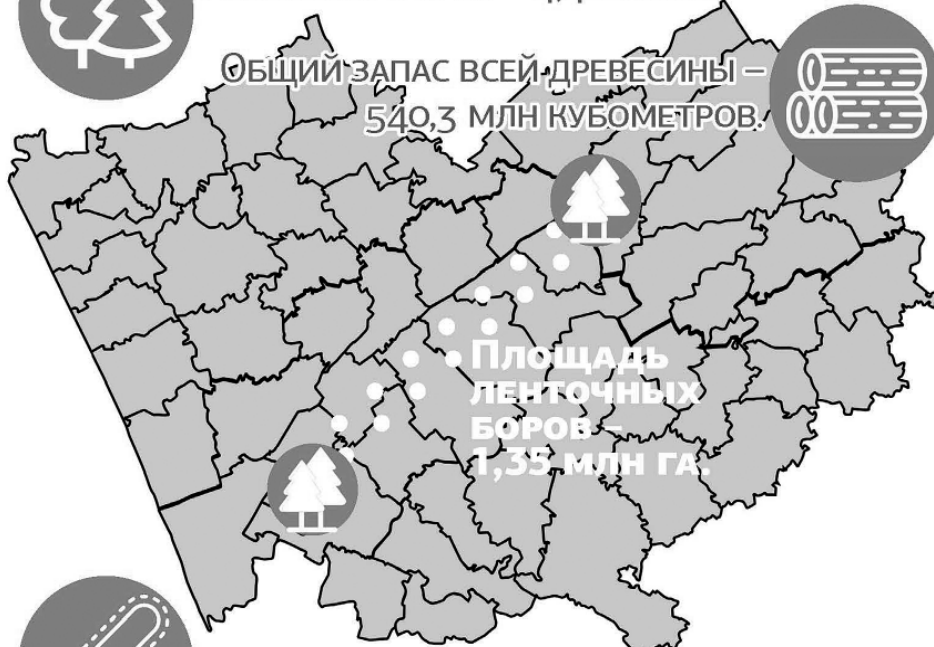 Общий запас всей древесины –
540,3 млн кубометров.
Площадь
ленточных
боров –
1,35 млн га.